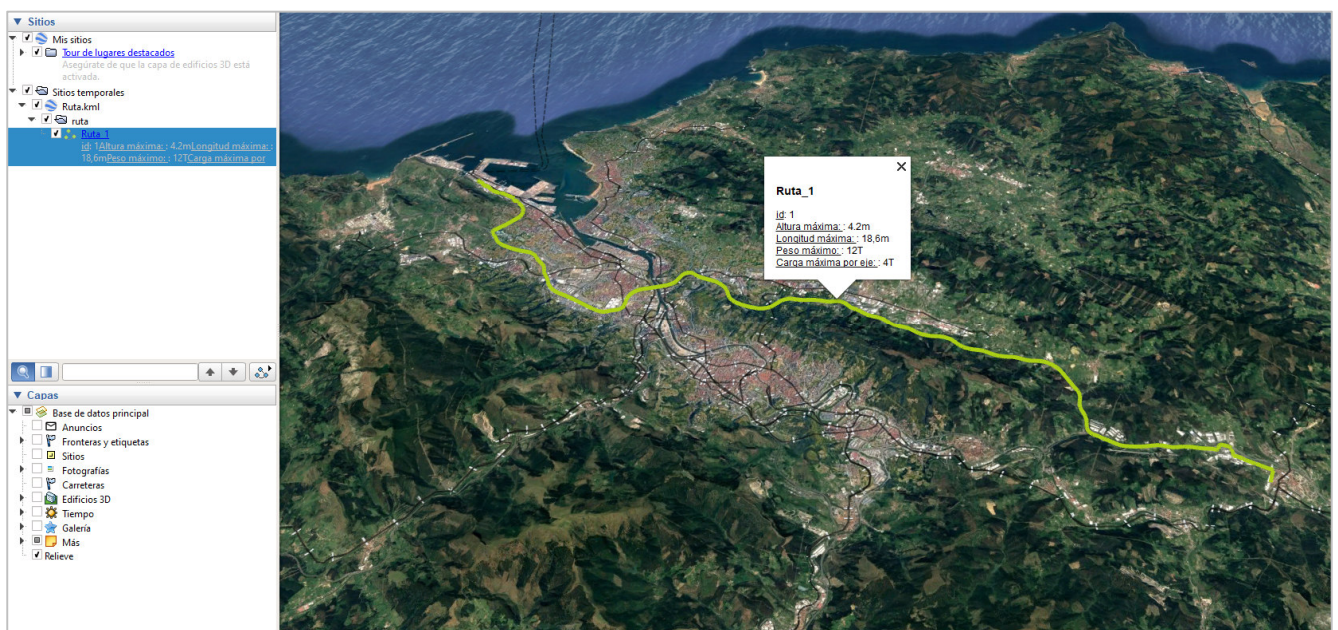 Sitios
Mis sitios
Tour de lugares destacados
Asegúrate de que la capa de edificios 3D está
activada.
Sitios temporales
Ruta.kml
ruta
Ruta_1
id: 1Altura máxima: : 4.2mLongitud máxima: :
18,6mPeso máximo: : 12TCarga máxima por
Capas
Base de datos principal
Anuncios
Fronteras y etiquetas
Sitios
Fotografías
Carreteras
Edificios 3D
Tiempo
Galería
Más
Relieve
Ruta_1
id: 1
Altura máxima: : 4.2m
Longitud máxima: : 18,6m
Peso máximo: : 12T
Carga máxima por eje: : 4T